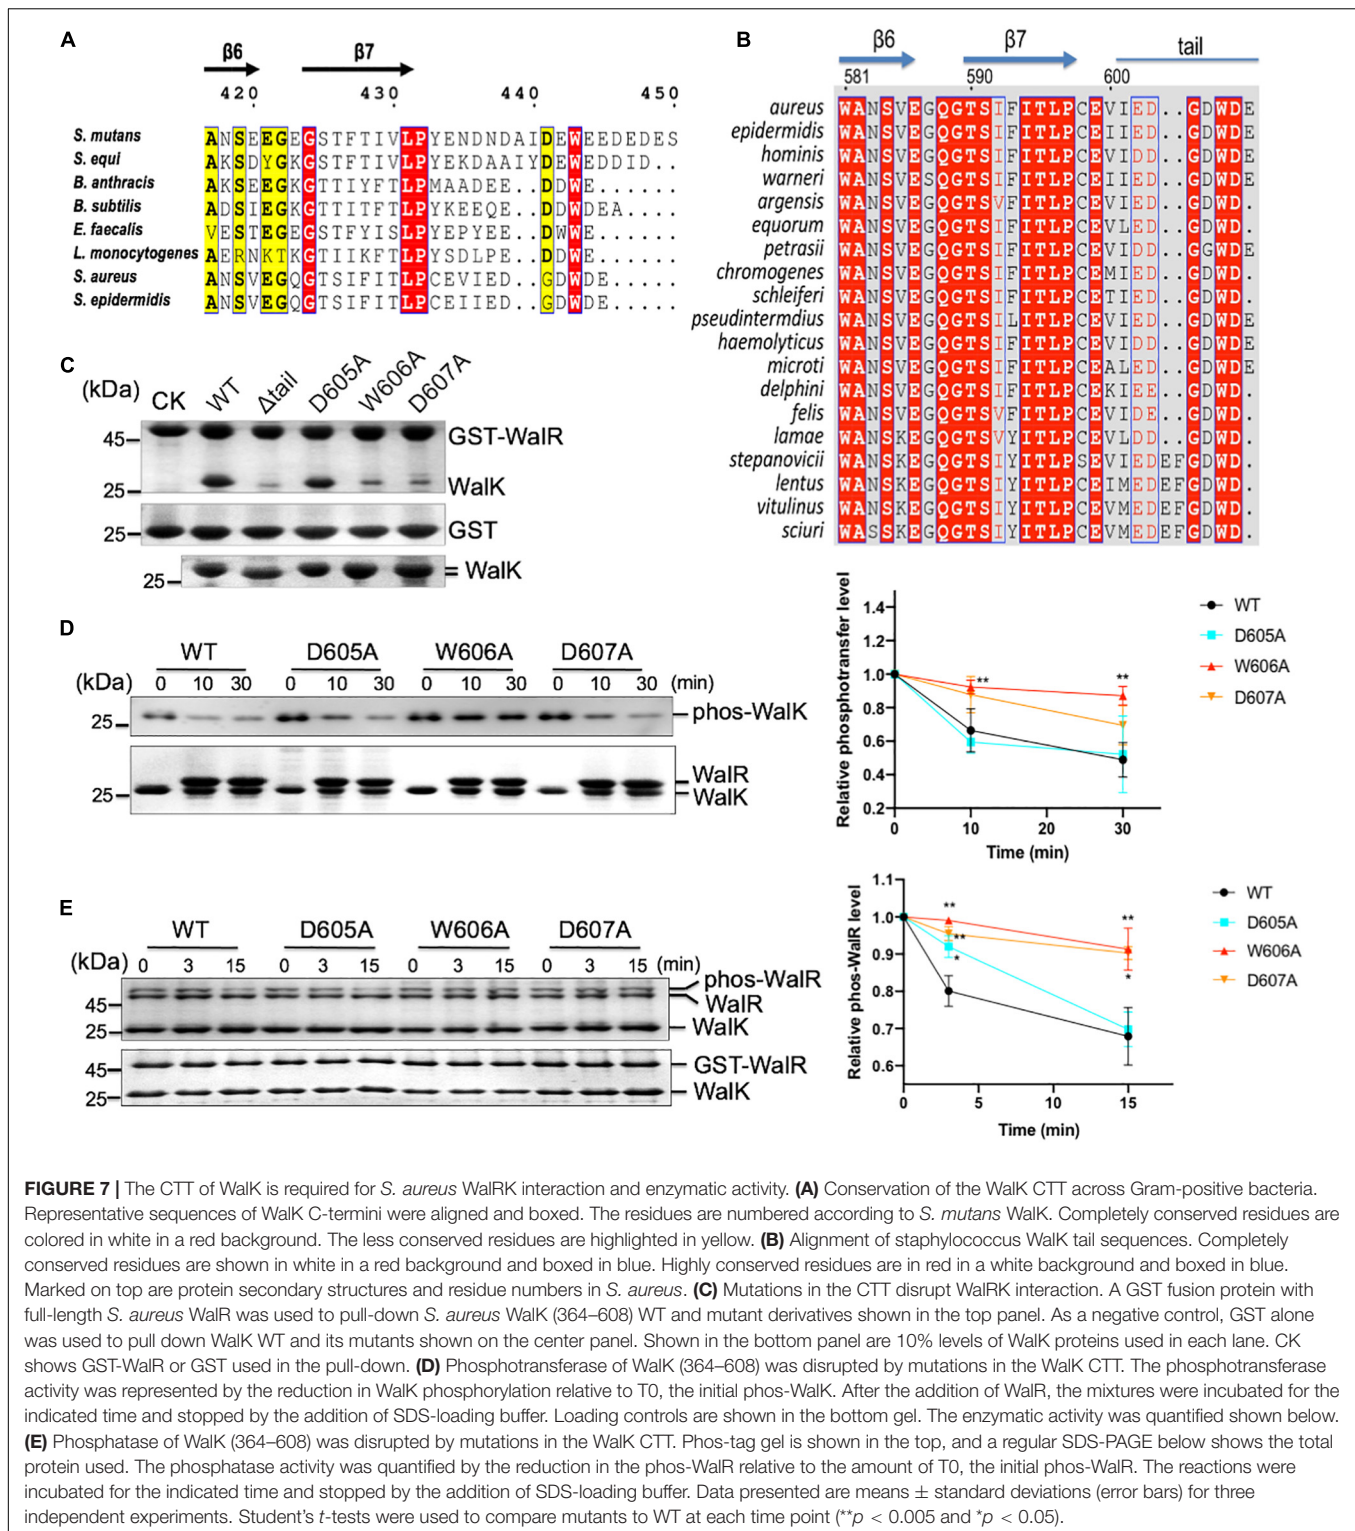 A
β6 β7
420 430 440 450
S. mutans ANSEEGEGSTFTIVLPYENDNDAIDEWEEDEDES
S. equi AKSDYGKGSTFTIVLPYEKDAAIYDEWEDDID..
B. anthracis AKSEEGKGTTIYFTLPMAADEE..DDWE......
B. subtilis ADSIEGKGTTITFTLPYKEEQE..DDWDEA....
E. faecalis VESTEGEGSTFYISLPYEPYEE..DWWE......
L. monocytogenes AERNKTKGTTIIKFTLPYSDLPE..DDWE......
S. aureus ANSVEGQGTSIFITLPCEVIIED..GDWDE.....
S. epidermidis ANSVEGQGTSIFITLPCEIIED..GDWDE.....
B
β6 β7 tail
581 590 600
aureus WANSVEGQGTSIFITLPCEVIED..GDWDE
epidermidis WANSVEGQGTSIFITLPCEIIED..GDWDE
hominis WANSVEGQGTSIFITLPCEVIDD..GDWDE
warneri WANSVESQGTSIFITLPCEIIDD..GDWDE
argensis WANSVEGQGTSVFITLPCEIIED..GDWD.
equorum WANSVEGQGTSIFITLPCEVLED..GDWD.
petrasii WANSVEGQGTSIFITLPCEVIDD..GGWDE
chromogenes WANSVEGQGTSIFITLPCEMIED..GDWD.
schleiferi WANSVEGQGTSIFITLPCETIED..GDWD.
pseudintermdius WANSVEGQGTSILITLPCEVIED..GDWDE
haemolyticus WANSVEGQGTSIFITLPCEVIDD..GDWDE
microti WANSVEGQGTSIFITLPCEALED..GDWDE
delphini WANSVEGQGTSIFITLPCEKIEE..GDWD.
felis WANSVEGQGTSVFITLPCEVIDE..GDWD.
lamae WANSKEGQGTSVYITLPCEVLDD..GDWD.
stepanovicii WANSKEGQGTSIYITLPSEVIEDEFGDWD.
lentus WANSKEGQGTSIYITLPCEIMEDEFGDWD.
vitulinus WANSKEGQGTSIYITLPCEVMEDEFGDWD.
sciuri WASSKEGQGTSIYITLPCEVMEDEFGDWD.
C
(kDa) CK WT Δtail D605A W606A D607A
45 GST-WalR
25 WalK
25 GST
25 WalK
D
WT D605A W606A D607A
(kDa) 0 10 30 0 10 30 0 10 30 0 10 30 (min)
25 phos-WalK
WalR
25 WalK
Relative phosphotransfer level
1.4
1.2
1.0
0.8
0.6
0.4
0.2
0 10 20 30
Time (min)
** **
WT
D605A
W606A
D607A
E
WT D605A W606A D607A
(kDa) 0 3 15 0 3 15 0 3 15 0 3 15 (min)
phos-WalR
45 WalR
25 WalK
45 GST-WalR
25 WalK
Relative phos-WalR level
1.1
1.0
0.9
0.8
0.7
0.6
0 5 10 15
Time (min)
** **
**
* *
WT
D605A
W606A
D607A
FIGURE 7 | The CTT of WalK is required for S. aureus WalRK interaction and enzymatic activity. (A) Conservation of the WalK CTT across Gram-positive bacteria.
Representative sequences of WalK C-termini were aligned and boxed. The residues are numbered according to S. mutans WalK. Completely conserved residues are
colored in white in a red background. The less conserved residues are highlighted in yellow. (B) Alignment of staphylococcus WalK tail sequences. Completely
conserved residues are shown in white in a red background and boxed in blue. Highly conserved residues are in red in a white background and boxed in blue.
Marked on top are protein secondary structures and residue numbers in S. aureus. (C) Mutations in the CTT disrupt WalRK interaction. A GST fusion protein with
full-length S. aureus WalR was used to pull-down S. aureus WalK (364–608) WT and mutant derivatives shown in the top panel. As a negative control, GST alone
was used to pull down WalK WT and its mutants shown on the center panel. Shown in the bottom panel are 10% levels of WalK proteins used in each lane. CK
shows GST-WalR or GST used in the pull-down. (D) Phosphotransferase of WalK (364–608) was disrupted by mutations in the WalK CTT. The phosphotransferase
activity was represented by the reduction in WalK phosphorylation relative to T0, the initial phos-WalK. After the addition of WalR, the mixtures were incubated for the
indicated time and stopped by the addition of SDS-loading buffer. Loading controls are shown in the bottom gel. The enzymatic activity was quantified shown below.
(E) Phosphatase of WalK (364–608) was disrupted by mutations in the WalK CTT. Phos-tag gel is shown in the top, and a regular SDS-PAGE below shows the total
protein used. The phosphatase activity was quantified by the reduction in the phos-WalR relative to the amount of T0, the initial phos-WalR. The reactions were
incubated for the indicated time and stopped by the addition of SDS-loading buffer. Data presented are means ± standard deviations (error bars) for three
independent experiments. Student's t-tests were used to compare mutants to WT at each time point (**p < 0.005 and *p < 0.05).